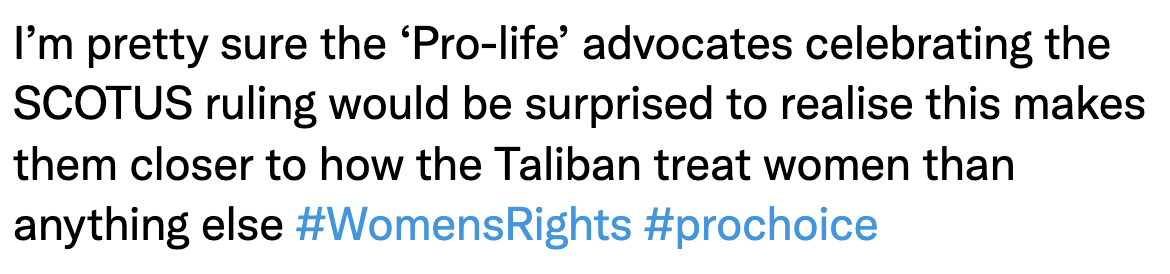 I’m pretty sure the ‘Pro-life’ advocates celebrating the
SCOTUS ruling would be surprised to realise this makes
them closer to how the Taliban treat women than
anything else #WomensRights #prochoice